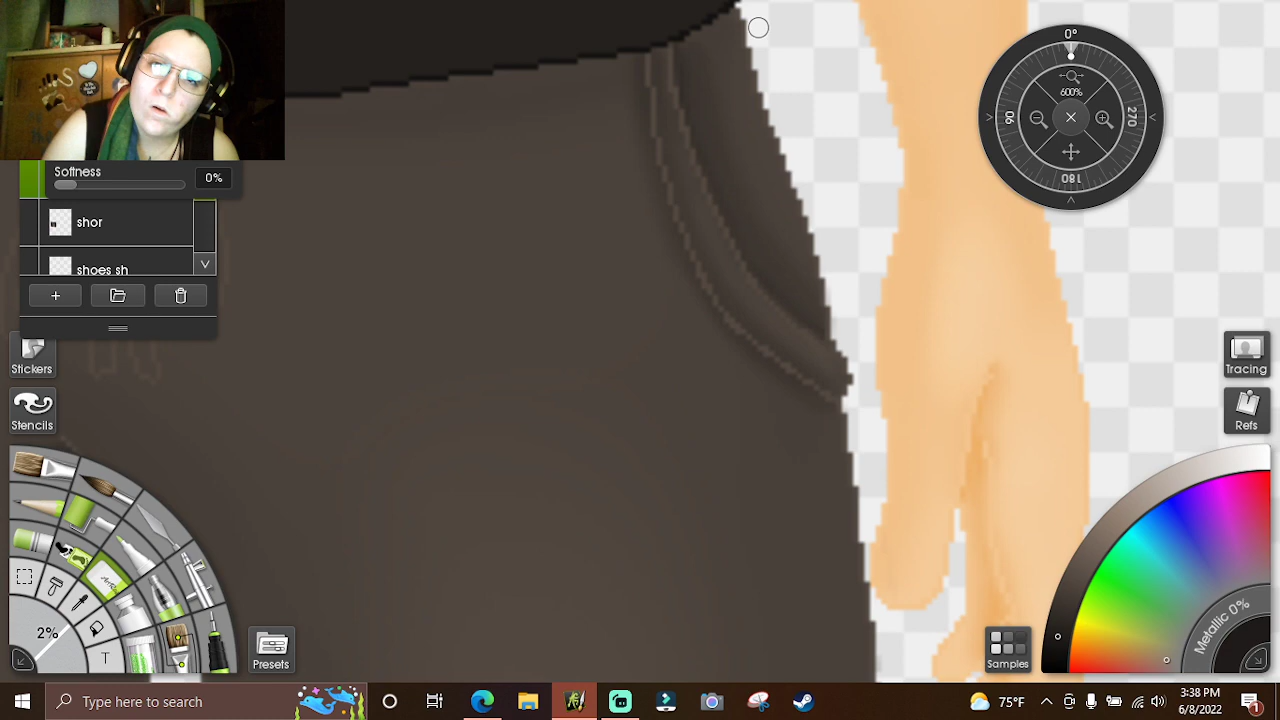 Softness
0%
shor
shoes sh
Stickers
Stencils
2%
T
Presets
0°
600%
90
270
180
Tracing
Refs
Metallic 0%
Samples
Type here to search
75°F
3:38 PM
6/8/2022
1